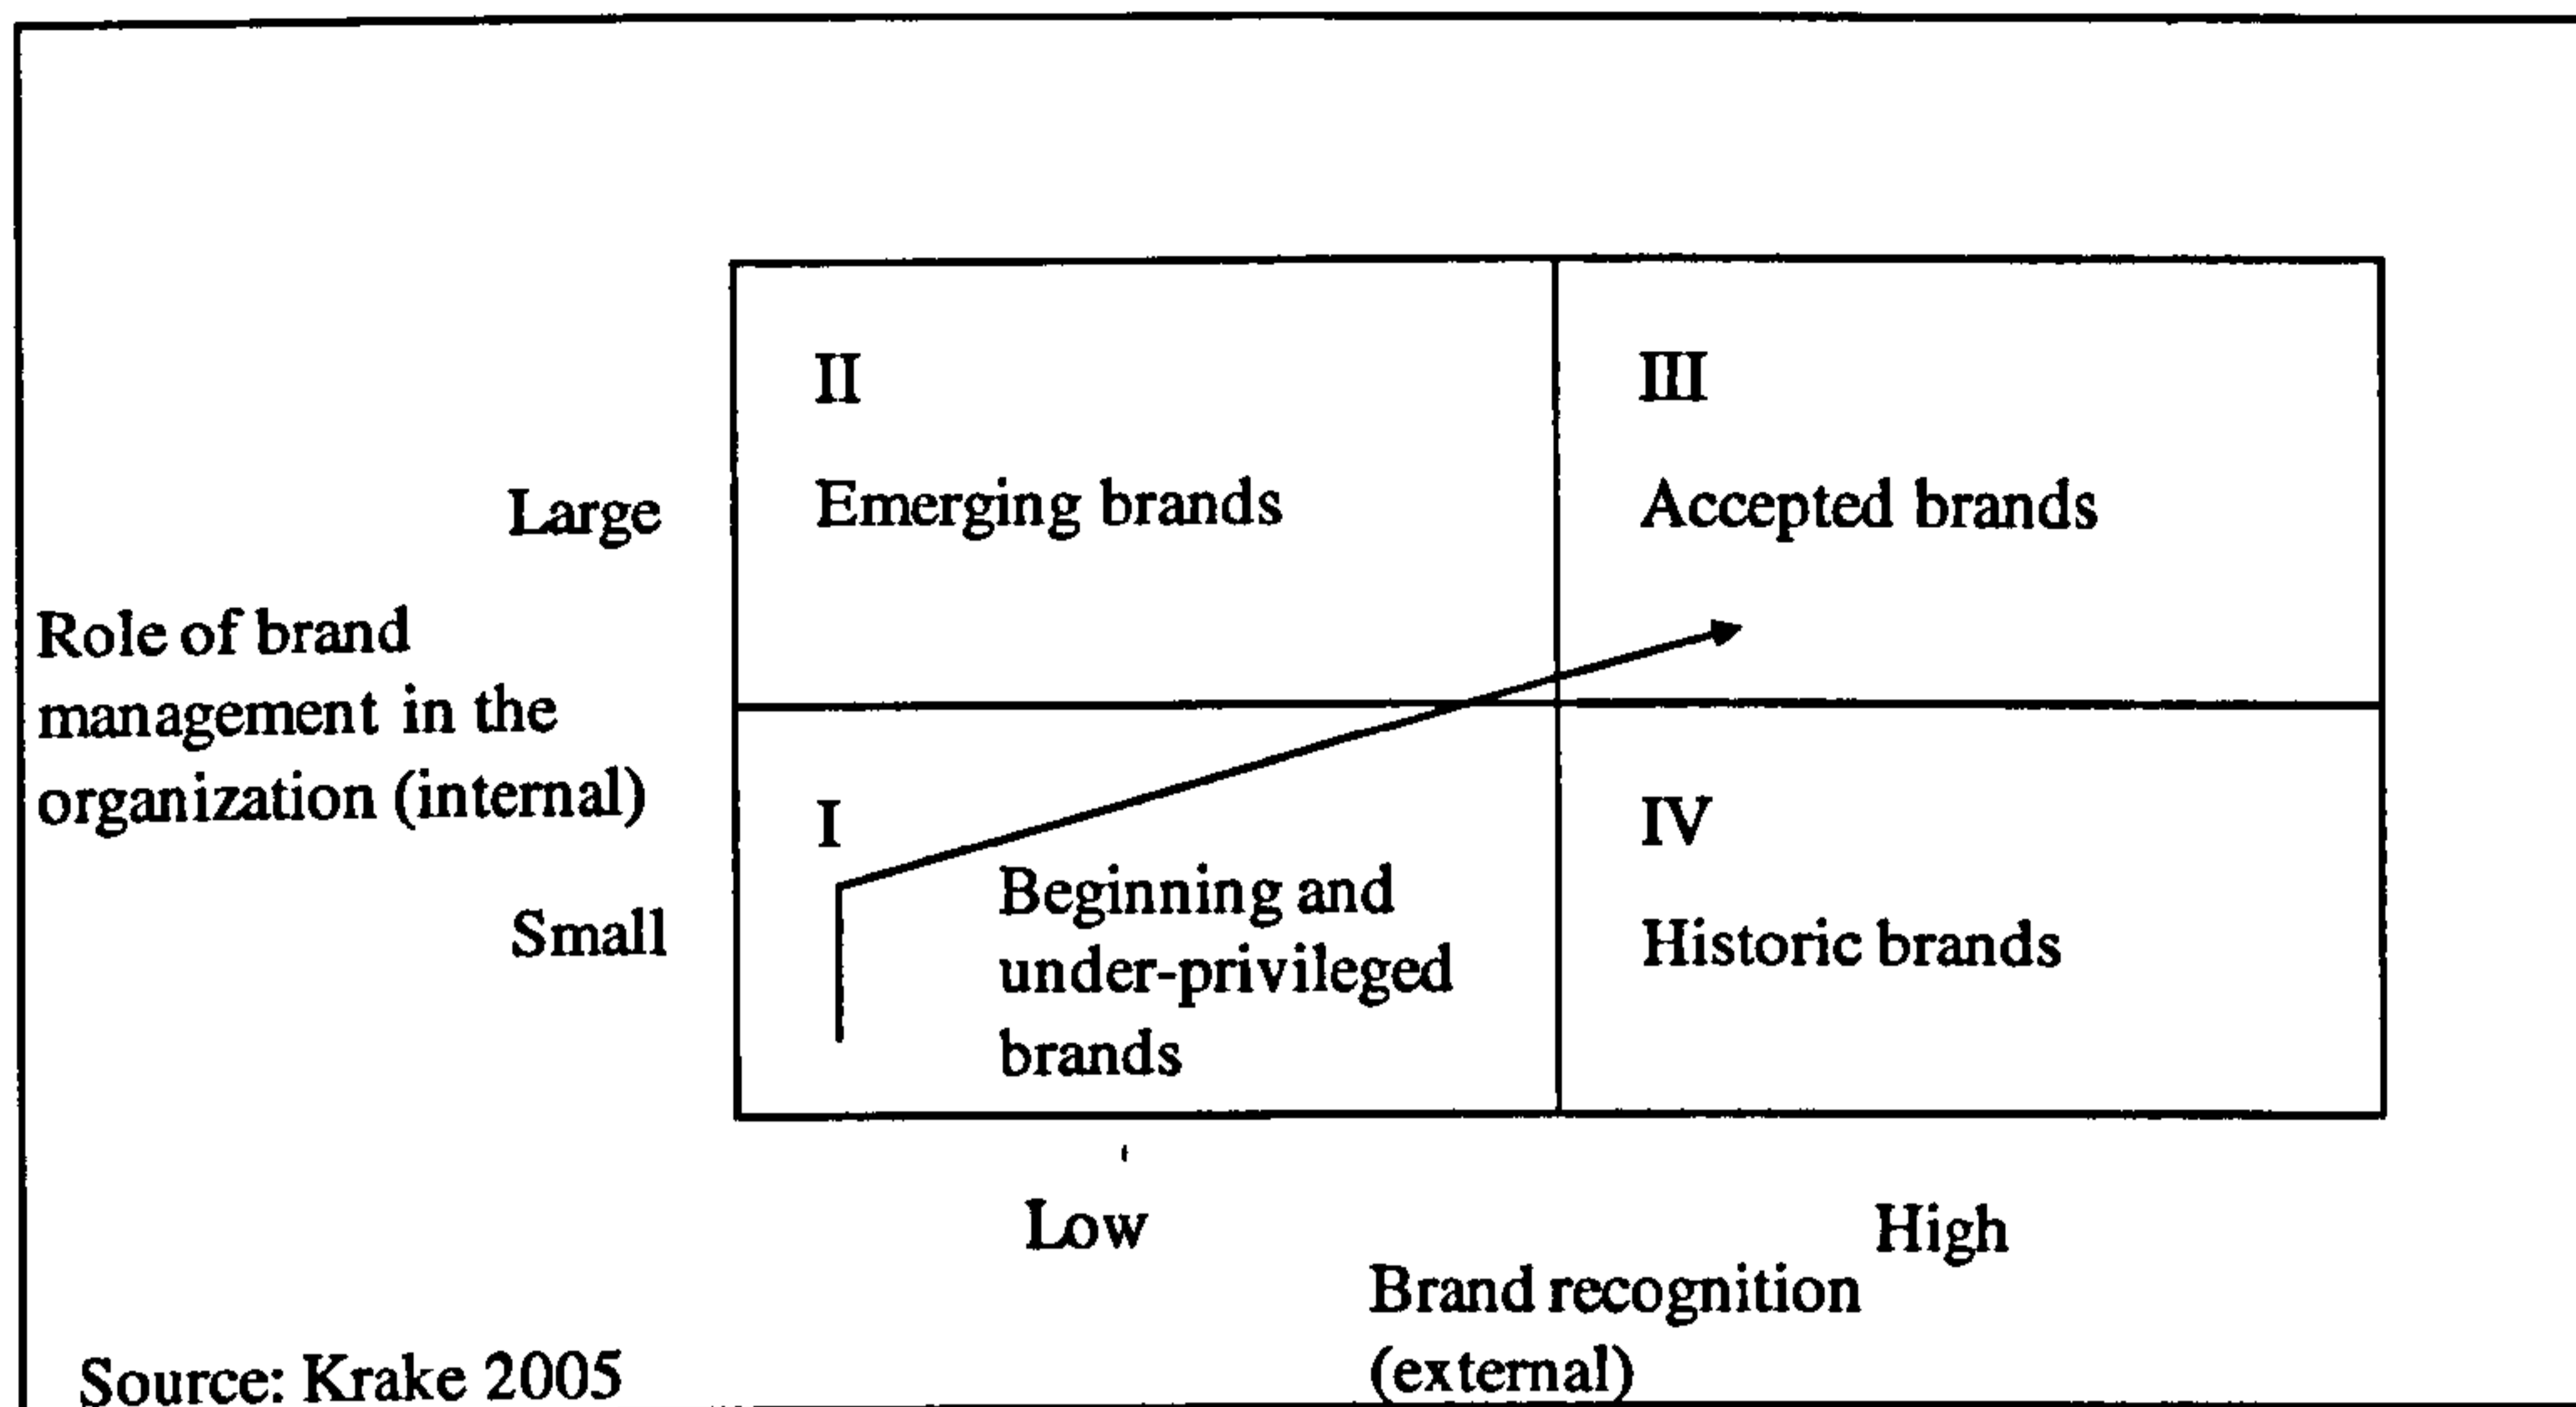 II
Emerging brands
III
Accepted brands
Large
Role of brand
management in the
organization (internal)
Small
I
Beginning and
under-privileged
brands
IV
Historic brands
Low
High
Brand recognition
(external)
Source: Krake 2005